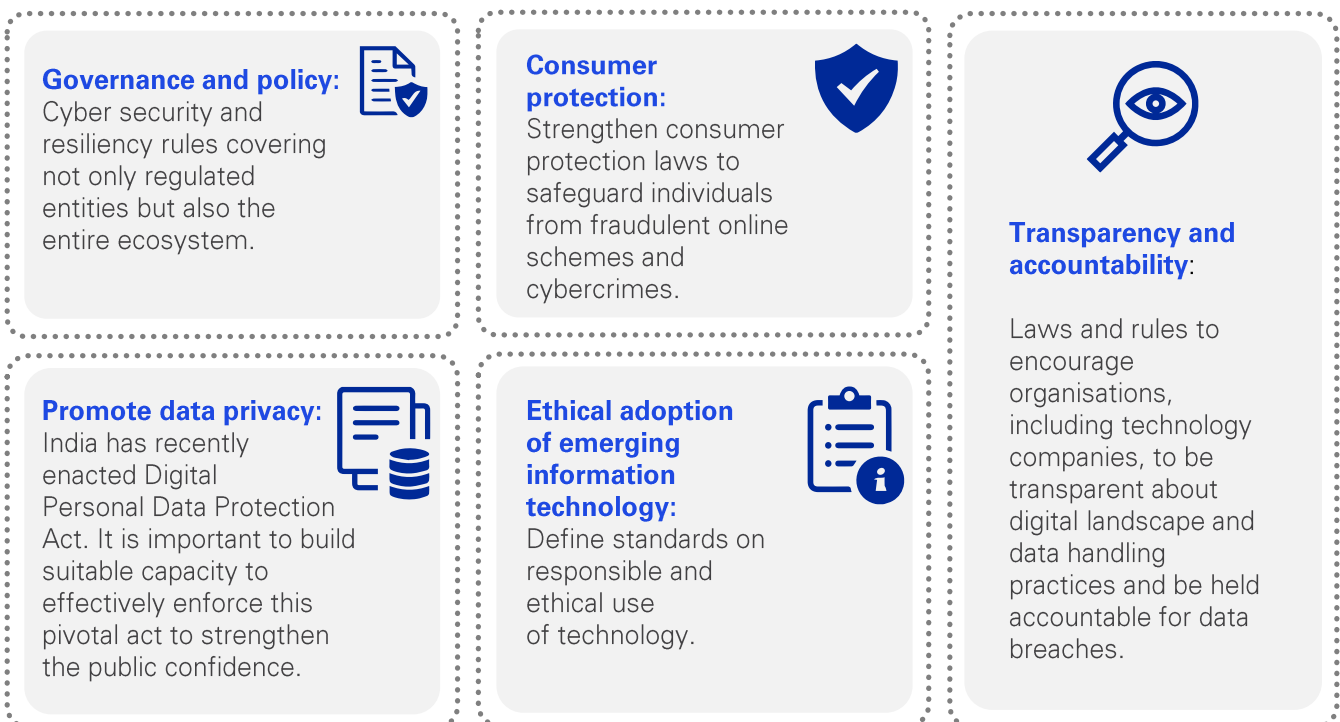 Governance and policy:
Cyber security and
resiliency rules covering
not only regulated
entities but also the
entire ecosystem.
Consumer
protection:
Strengthen consumer
protection laws to
safeguard individuals
from fraudulent online
schemes and
cybercrimes.
Transparency and
accountability:
Laws and rules to
encourage
organisations,
including technology
companies, to be
transparent about
digital landscape and
data handling
practices and be held
accountable for data
breaches.
Promote data privacy:
India has recently
enacted Digital
Personal Data Protection
Act. It is important to build
suitable capacity to
effectively enforce this
pivotal act to strengthen
the public confidence.
Ethical adoption
of emerging
information
technology:
Define standards on
responsible and
ethical use
of technology.